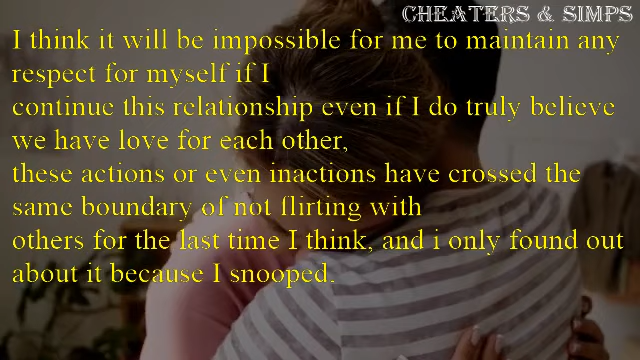 CHEATERS & SIMPS
I think it will be impossible for me to maintain any
respect for myself if I
continue this relationship even if I do truly believe
we have love for each other,
these actions or even inactions have crossed the
same boundary of not flirting with
others for the last time I think, and i only found out
about it because I snooped.